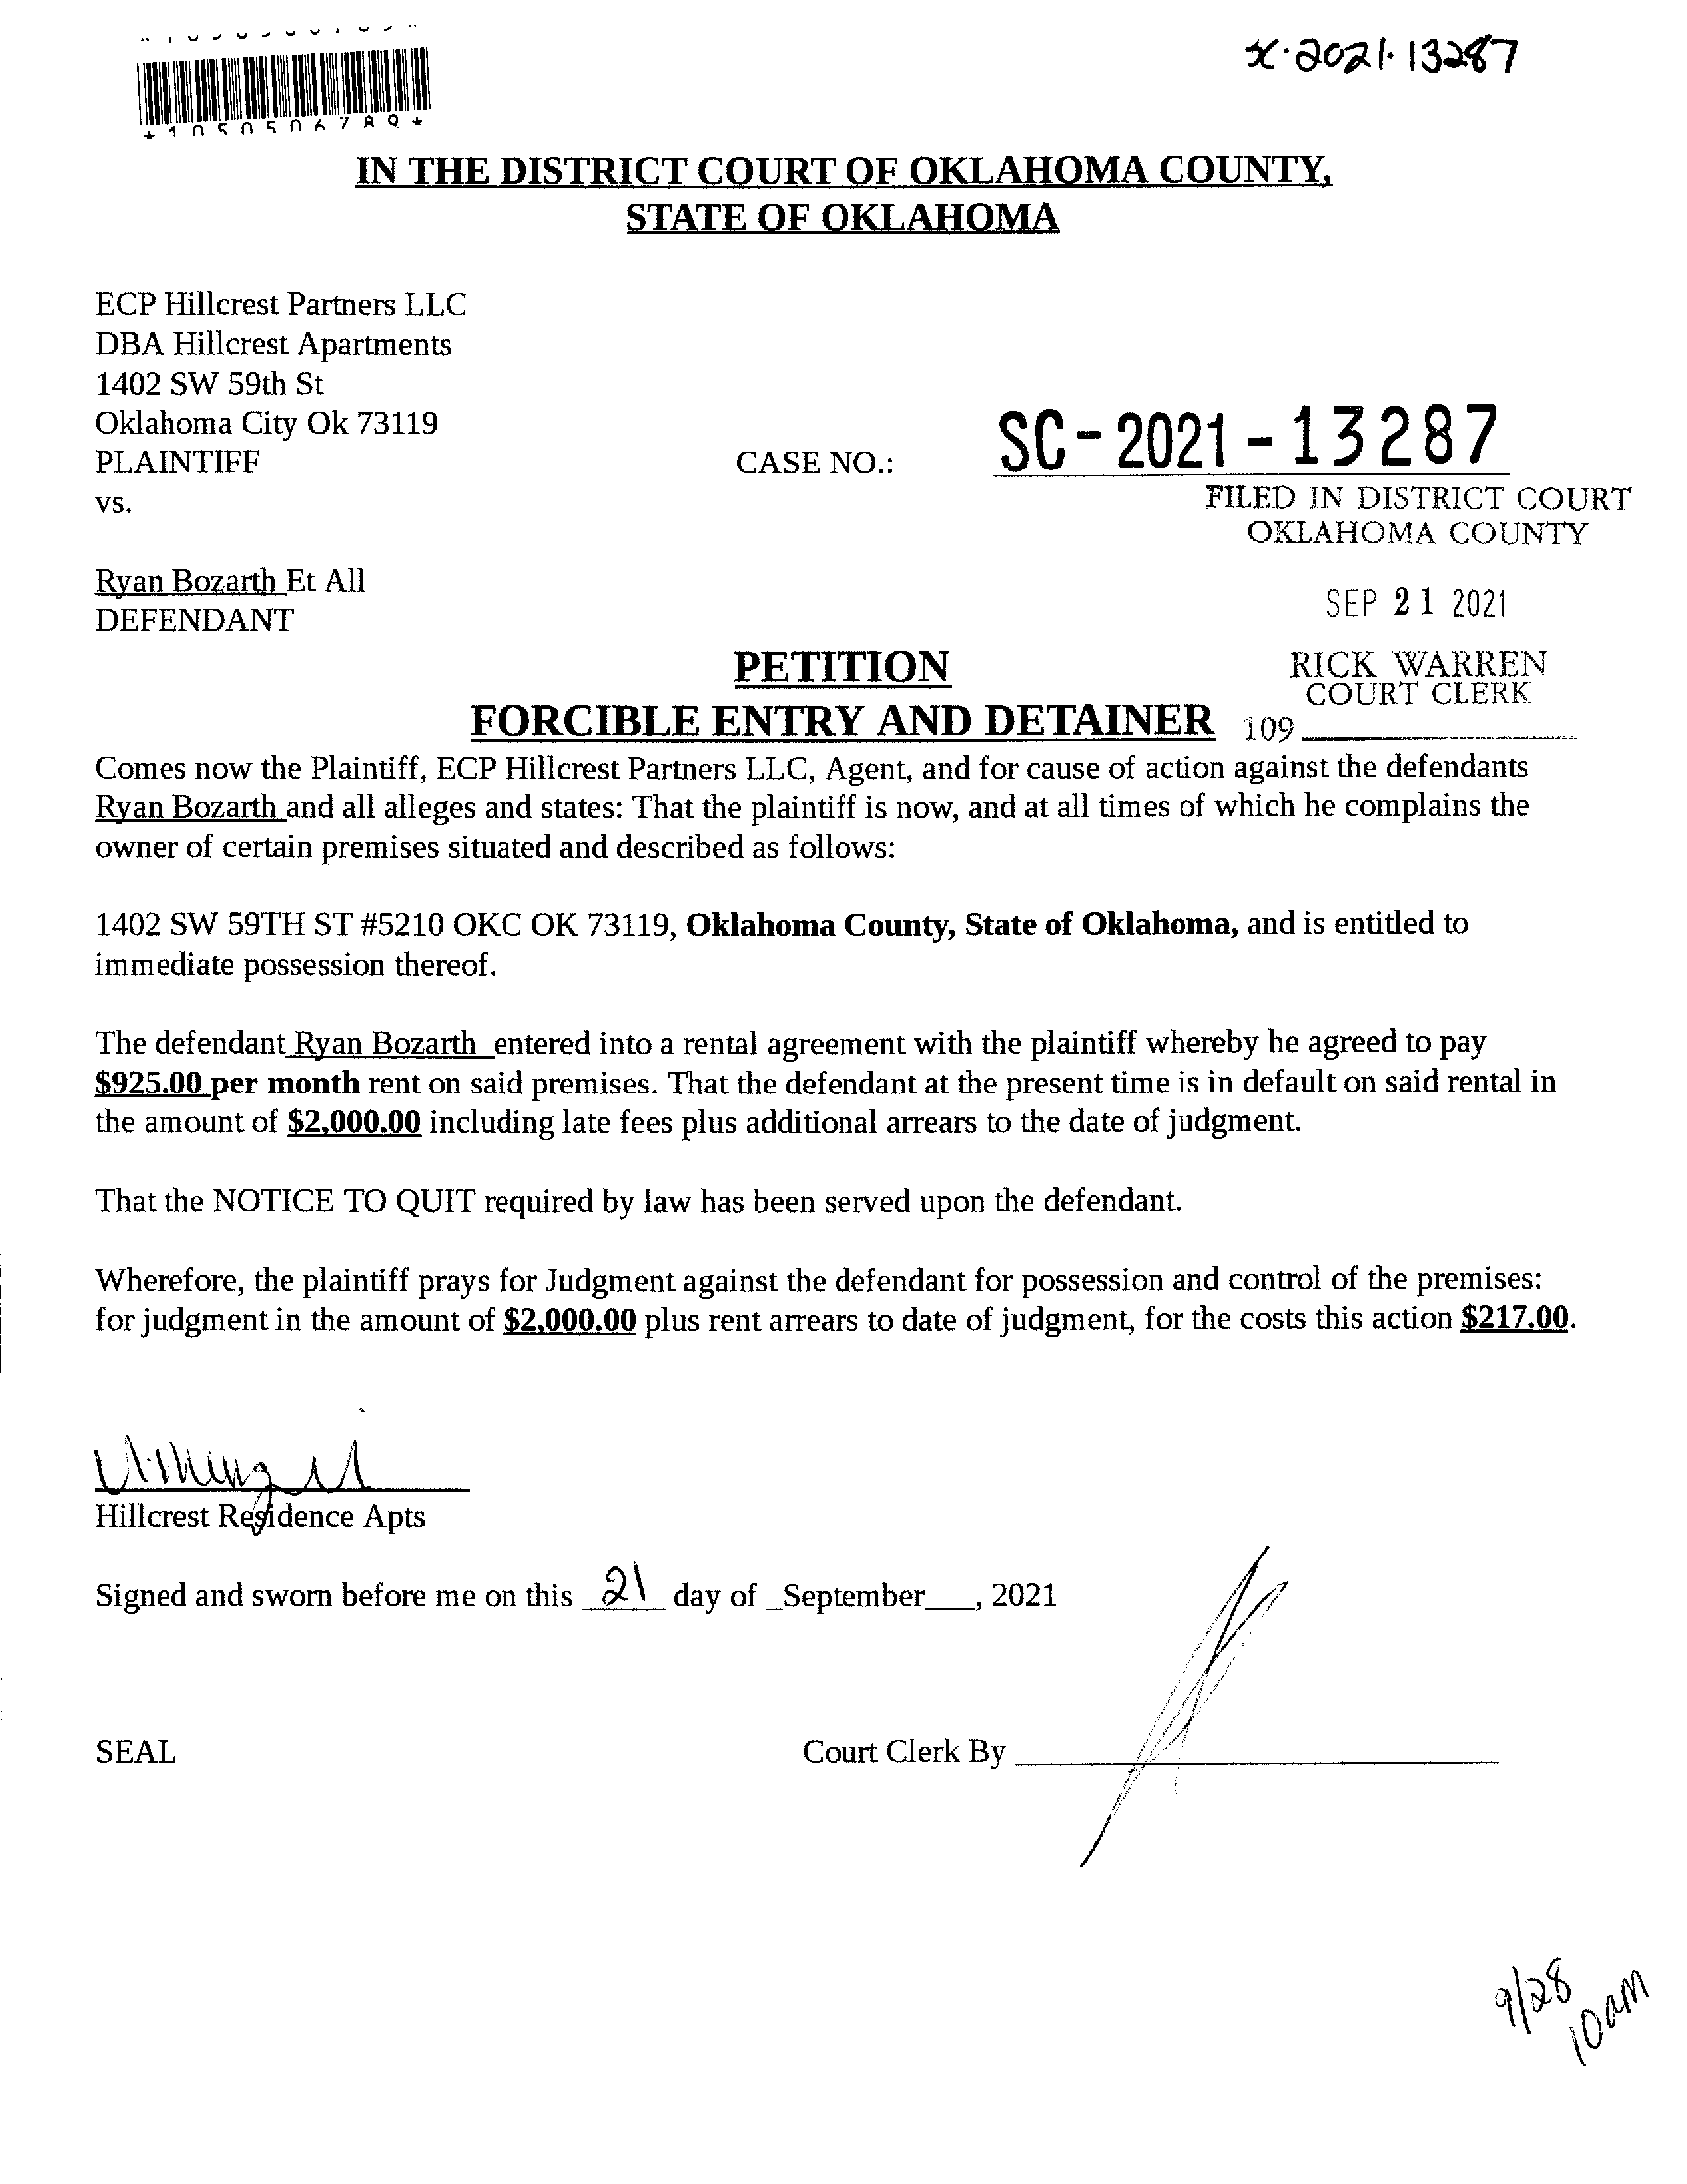 SC-2021-13287
*1050506789*
IN THE DISTRICT COURT OF OKLAHOMA COUNTY,
STATE OF OKLAHOMA
ECP Hillcrest Partners LLC
DBA Hillcrest Apartments
1402 SW 59th St
Oklahoma City Ok 73119
PLAINTIFF
CASE NO.: SC-2021-13287
vs.
FILED IN DISTRICT COURT
OKLAHOMA COUNTY
Ryan Bozarth Et All
DEFENDANT
SEP 21 2021
PETITION
RICK WARREN
COURT CLERK
FORCIBLE ENTRY AND DETAINER
109
Comes now the Plaintiff, ECP Hillcrest Partners LLC, Agent, and for cause of action against the defendants
Ryan Bozarth and all alleges and states: That the plaintiff is now, and at all times of which he complains the
owner of certain premises situated and described as follows:
1402 SW 59TH ST #5210 OKC OK 73119, Oklahoma County, State of Oklahoma, and is entitled to
immediate possession thereof.
The defendant Ryan Bozarth entered into a rental agreement with the plaintiff whereby he agreed to pay
$925.00 per month rent on said premises. That the defendant at the present time is in default on said rental in
the amount of $2,000.00 including late fees plus additional arrears to the date of judgment.
That the NOTICE TO QUIT required by law has been served upon the defendant.
Wherefore, the plaintiff prays for Judgment against the defendant for possession and control of the premises:
for judgment in the amount of $2,000.00 plus rent arrears to date of judgment, for the costs this action $217.00.
Hillcrest Residence Apts
Signed and sworn before me on this 21 day of _September___, 2021
SEAL
Court Clerk By
9/28
10am